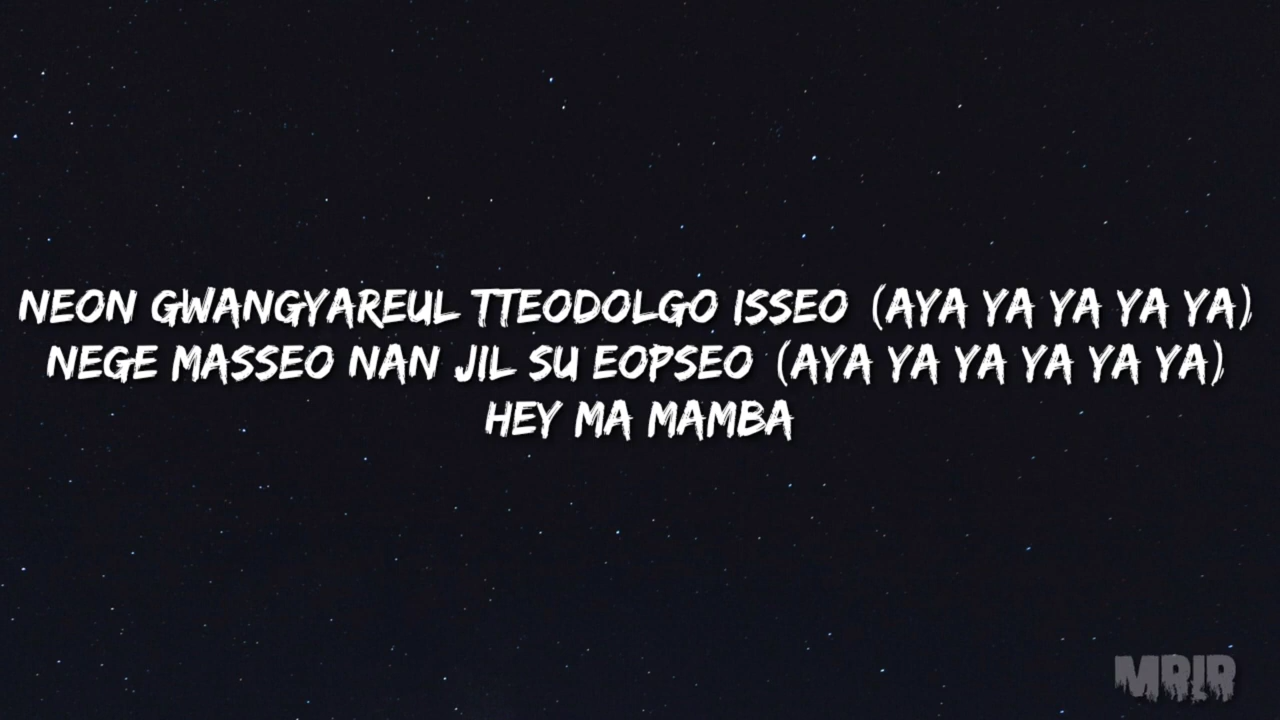 NEON GWANGYAREUL TTEODOLGO ISSEO (AYA YA YA YA YA)
NEGE MASSEO NAN JIL SU EOPSEO (AYA YA YA YA YA YA)
HEY MA MAMBA
MRLR